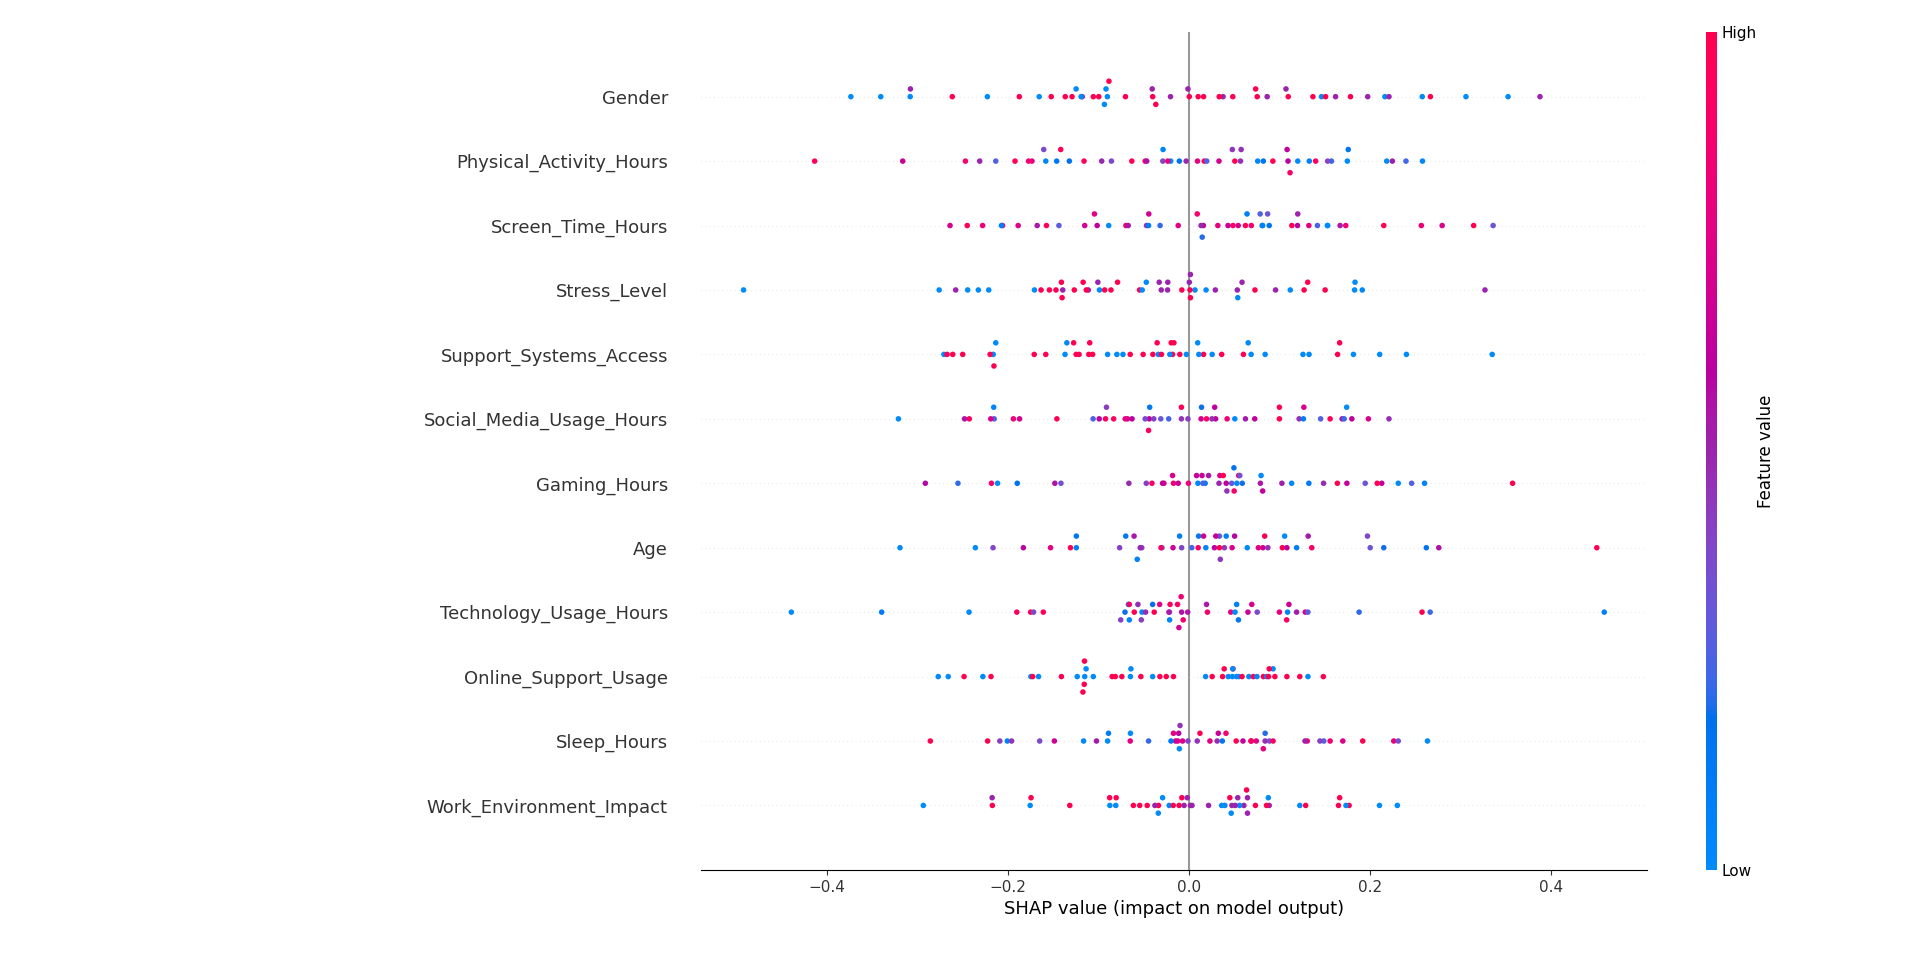 High
Gender
Physical_Activity_Hours
Screen_Time_Hours
Stress_Level
Support_Systems_Access
Social_Media_Usage_Hours
Gaming_Hours
Age
Technology_Usage_Hours
Online_Support_Usage
Sleep_Hours
Work_Environment_Impact
Feature value
Low
−0.4 −0.2 0.0 0.2 0.4
SHAP value (impact on model output)